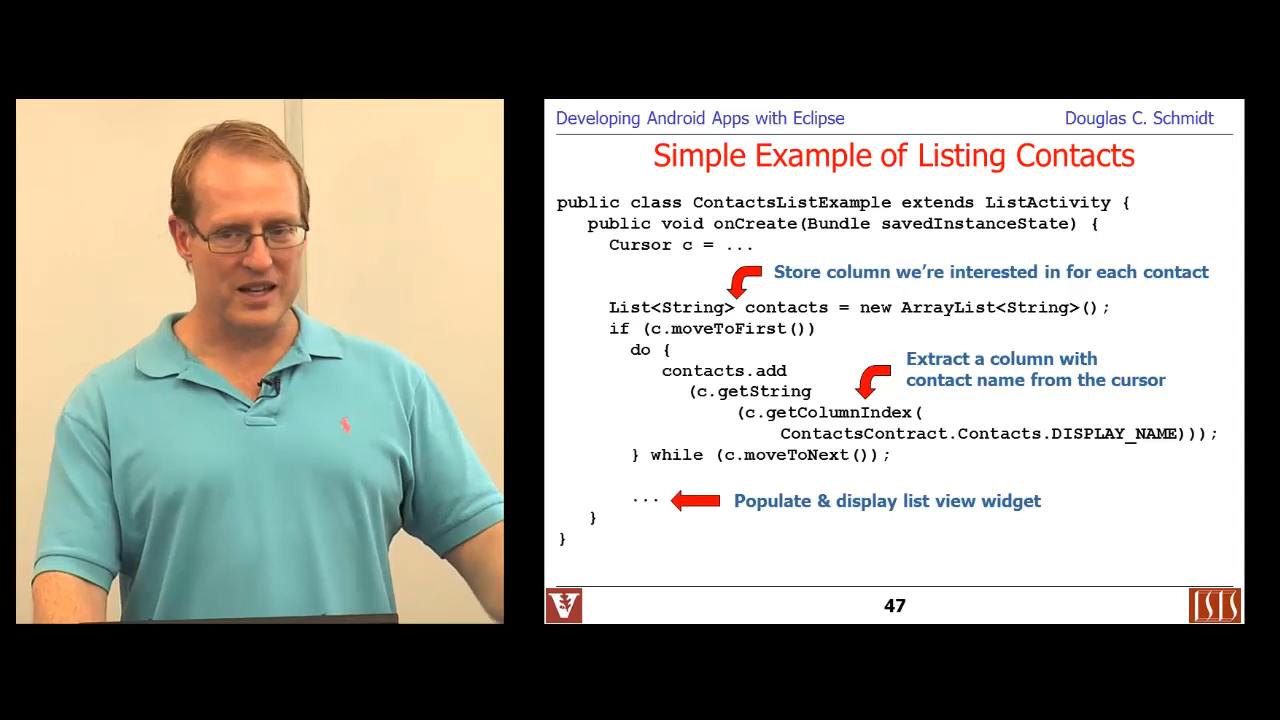 Developing Android Apps with Eclipse
Douglas C. Schmidt
Simple Example of Listing Contacts
public class ContactsListExample extends ListActivity {
public void onCreate(Bundle savedInstanceState) {
Cursor c = ...
Store column we're interested in for each contact
List<String> contacts = new ArrayList<String>();
if (c.moveToFirst())
do {
Extract a column with
contact name from the cursor
contacts.add
(c.getString
(c.getColumnIndex(
ContactsContract.Contacts.DISPLAY_NAME)));
} while (c.moveToNext());
... Populate & display list view widget
}
}
V
47
ISIS